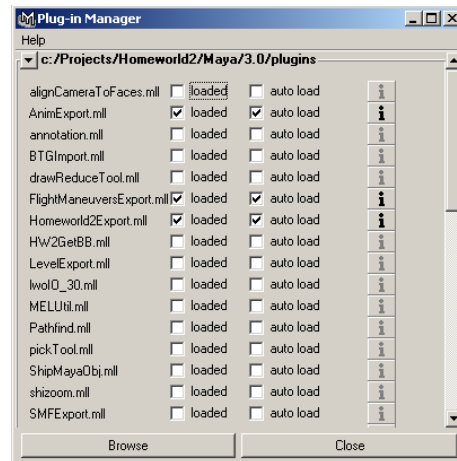 Plug-in Manager
Help
c:/Projects/Homeworld2/Maya/3.0/plugins
alignCameraToFaces.mll loaded auto load i
AnimExport.mll loaded auto load i
annotation.mll loaded auto load i
BTGImport.mll loaded auto load i
drawReduceTool.mll loaded auto load i
FlightManeuversExport.mll loaded auto load i
Homeworld2Export.mll loaded auto load i
HW2GetBB.mll loaded auto load i
LevelExport.mll loaded auto load i
lwoIO_30.mll loaded auto load i
MELUtil.mll loaded auto load i
Pathfind.mll loaded auto load i
pickTool.mll loaded auto load i
ShipMayaObj.mll loaded auto load i
shizoom.mll loaded auto load i
SMFExport.mll loaded auto load i
Browse Close